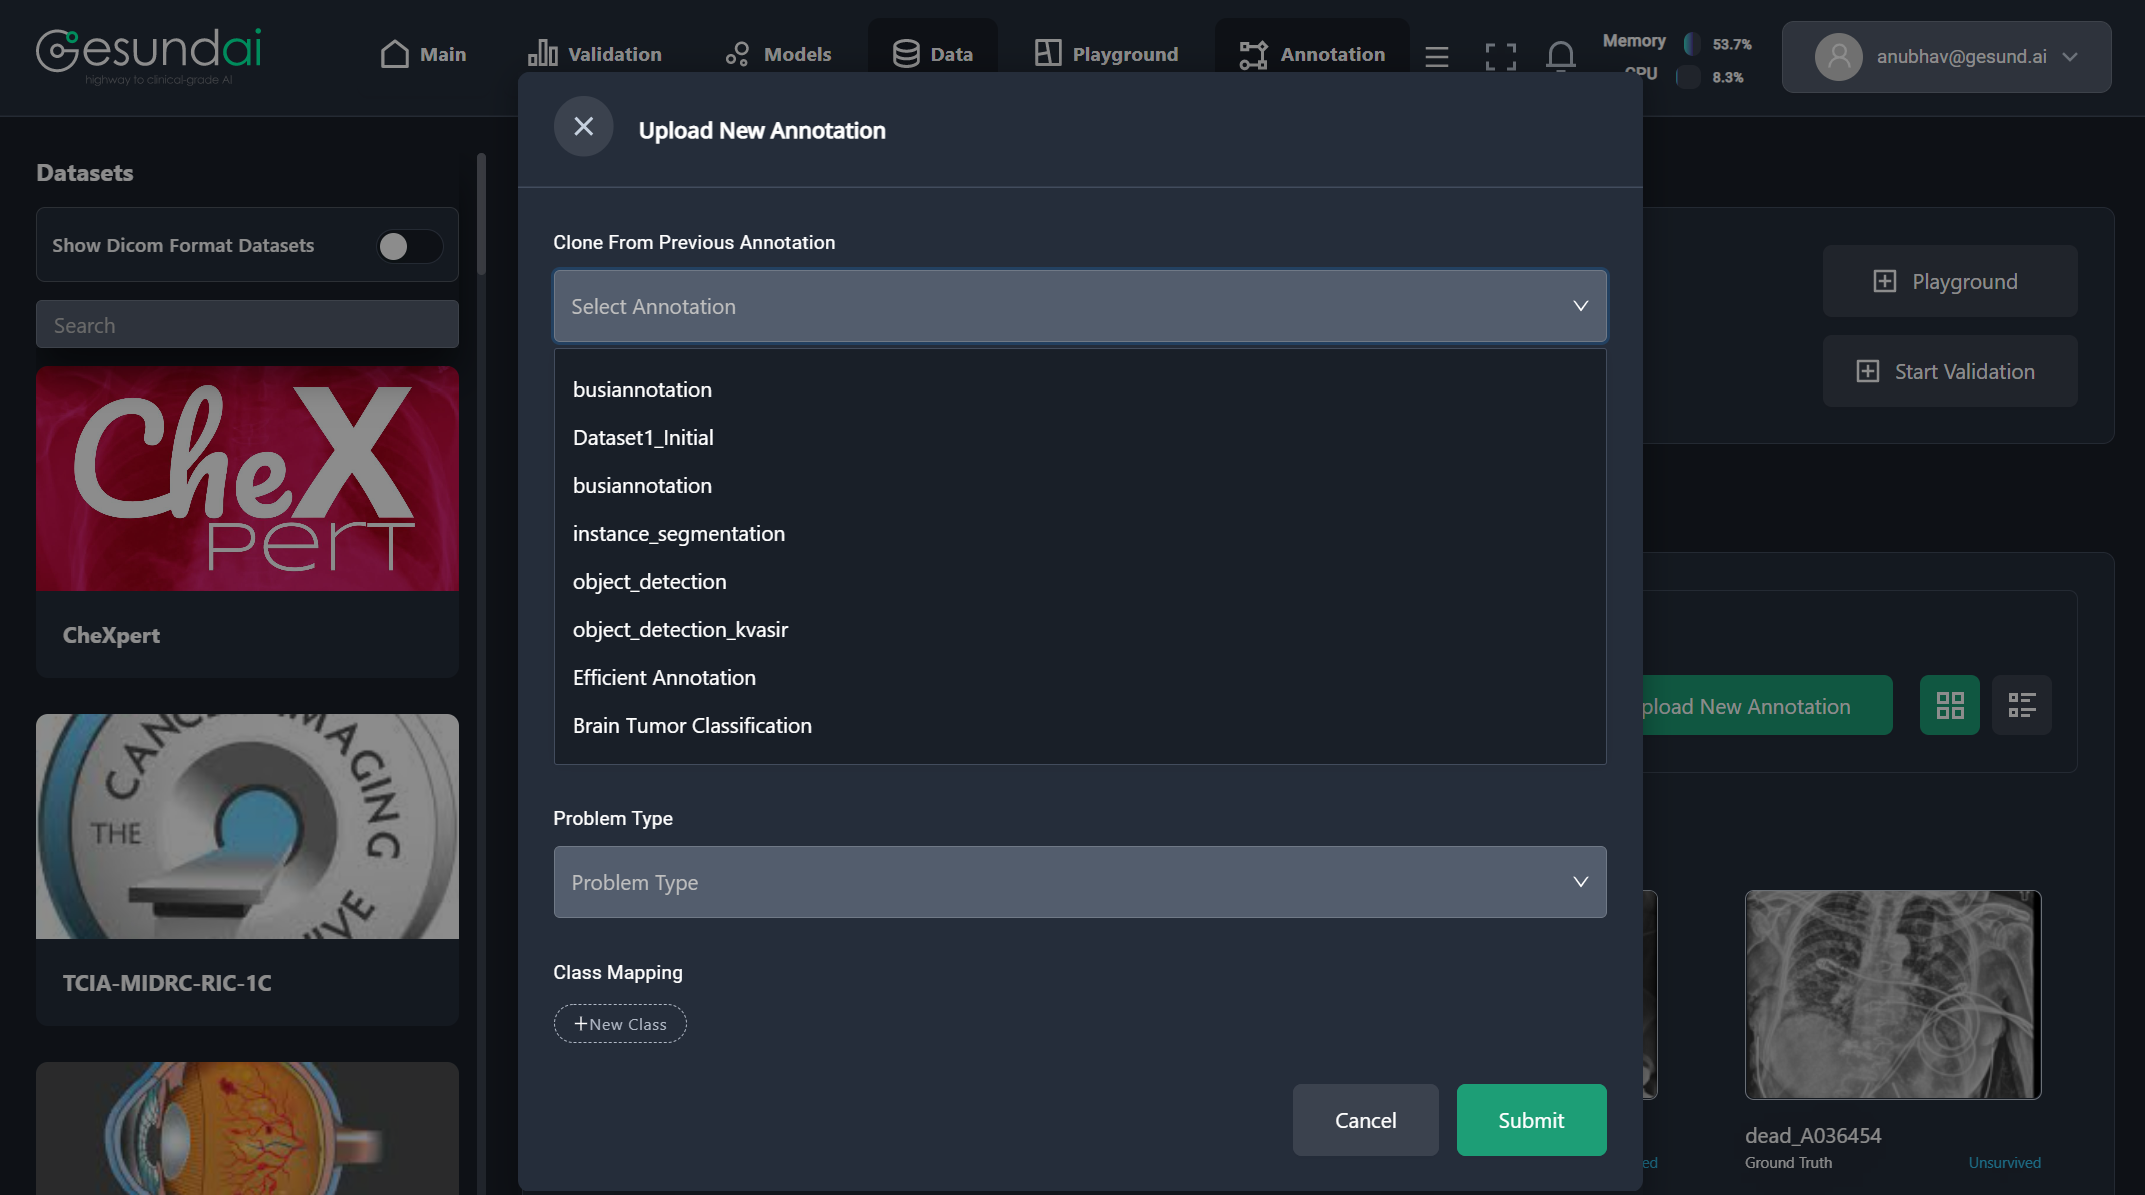 Gesundai
highway to clinical-grade AI
Main
Validation
Models
Data
Playground
Annotation
Memory
53.7%
CPU
8.3%
anubhav@gesund.ai
Datasets
Show Dicom Format Datasets
Search
CheXpert
CheXpert
THE CANCER IMAGING
TCIA-MIDRC-RIC-1C
Upload New Annotation
Clone From Previous Annotation
Select Annotation
busiannotation
Dataset1_Initial
busiannotation
instance_segmentation
object_detection
object_detection_kvasir
Efficient Annotation
Brain Tumor Classification
Problem Type
Problem Type
Class Mapping
+New Class
Cancel
Submit
Playground
Start Validation
pload New Annotation
ed
dead_A036454
Ground Truth
Unsurvived